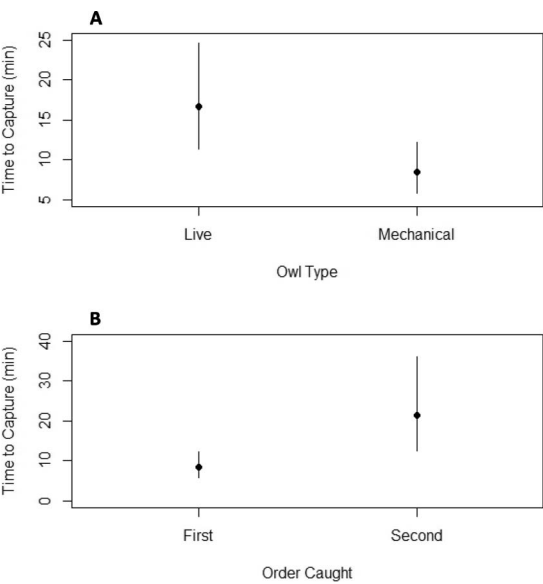 A
Time to Capture (min)
25
20
15
10
5
Live
Mechanical
Owl Type
B
Time to Capture (min)
40
30
20
10
0
First
Second
Order Caught